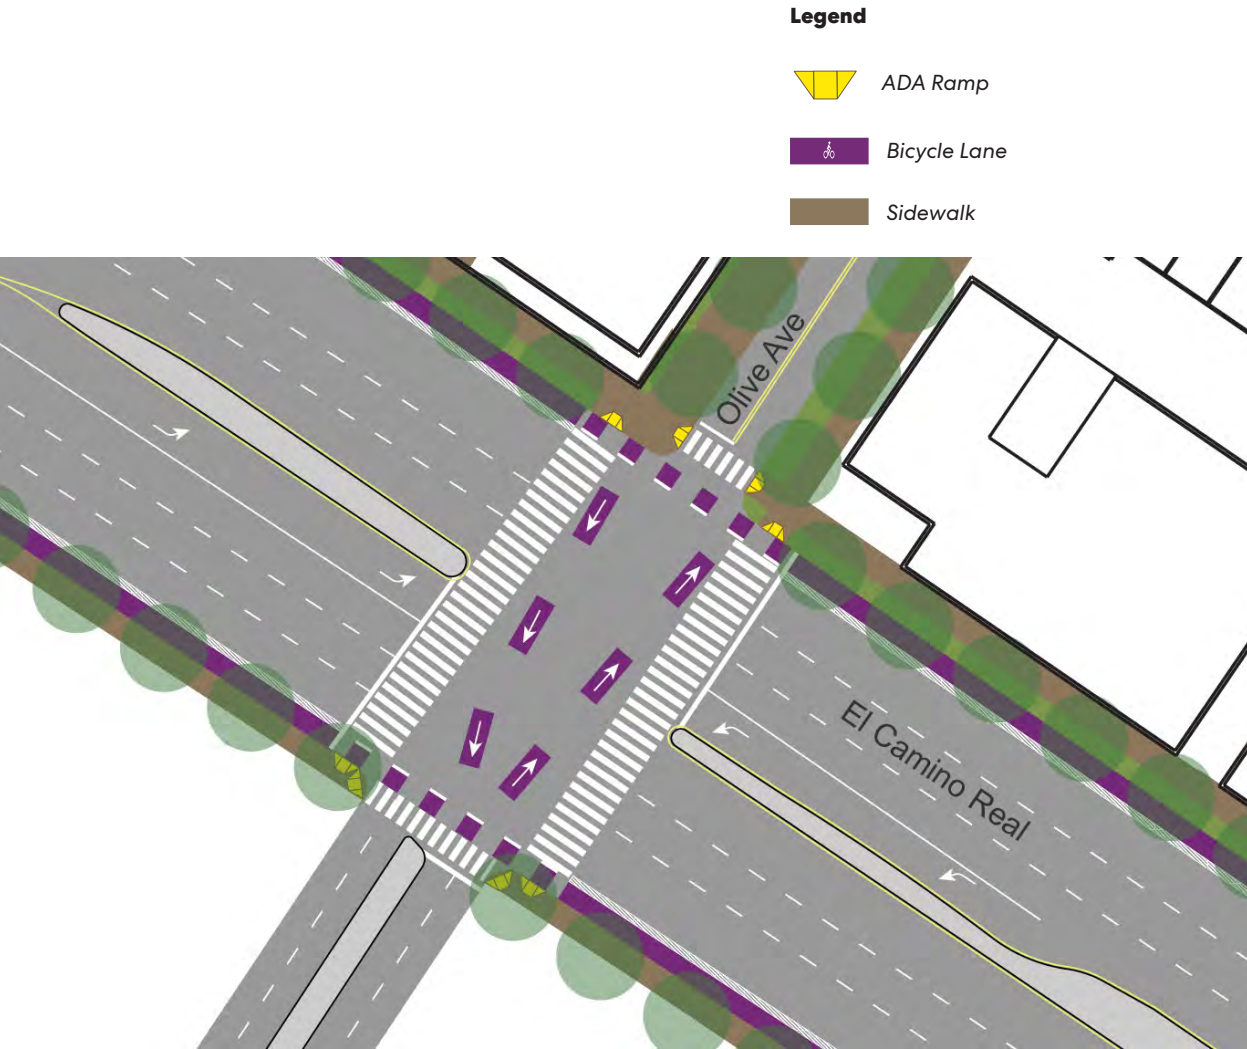 Legend
ADA Ramp
Bicycle Lane
Sidewalk
Olive Ave
El Camino Real